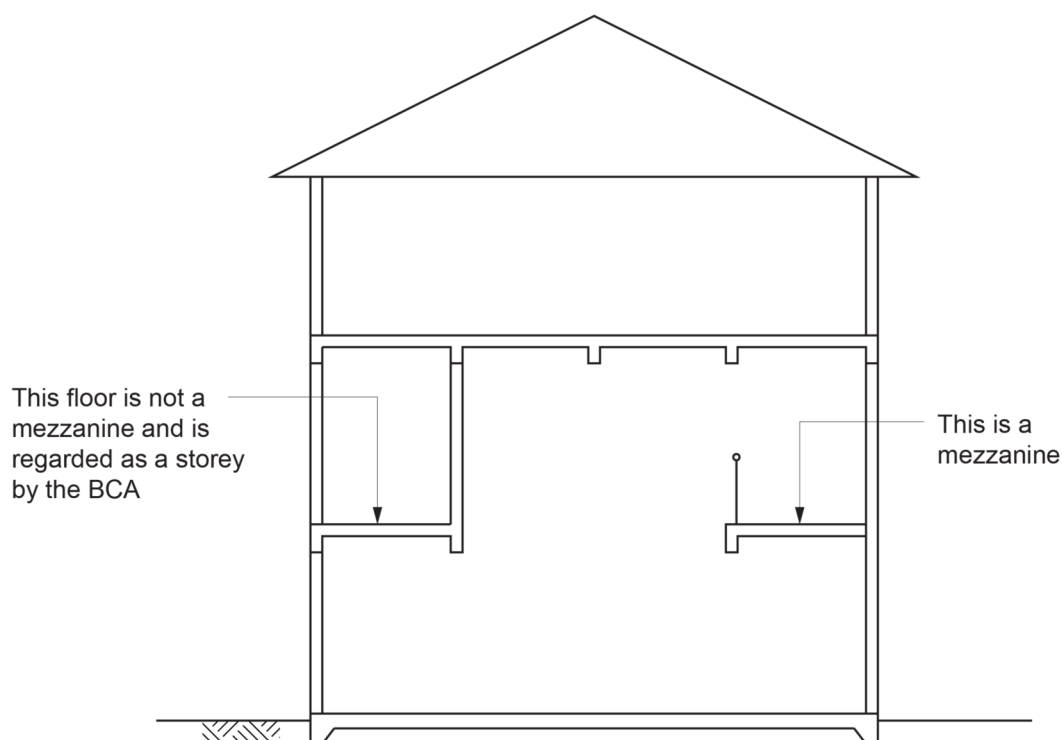 This floor is not a
mezzanine and is
regarded as a storey
by the BCA
This is a
mezzanine